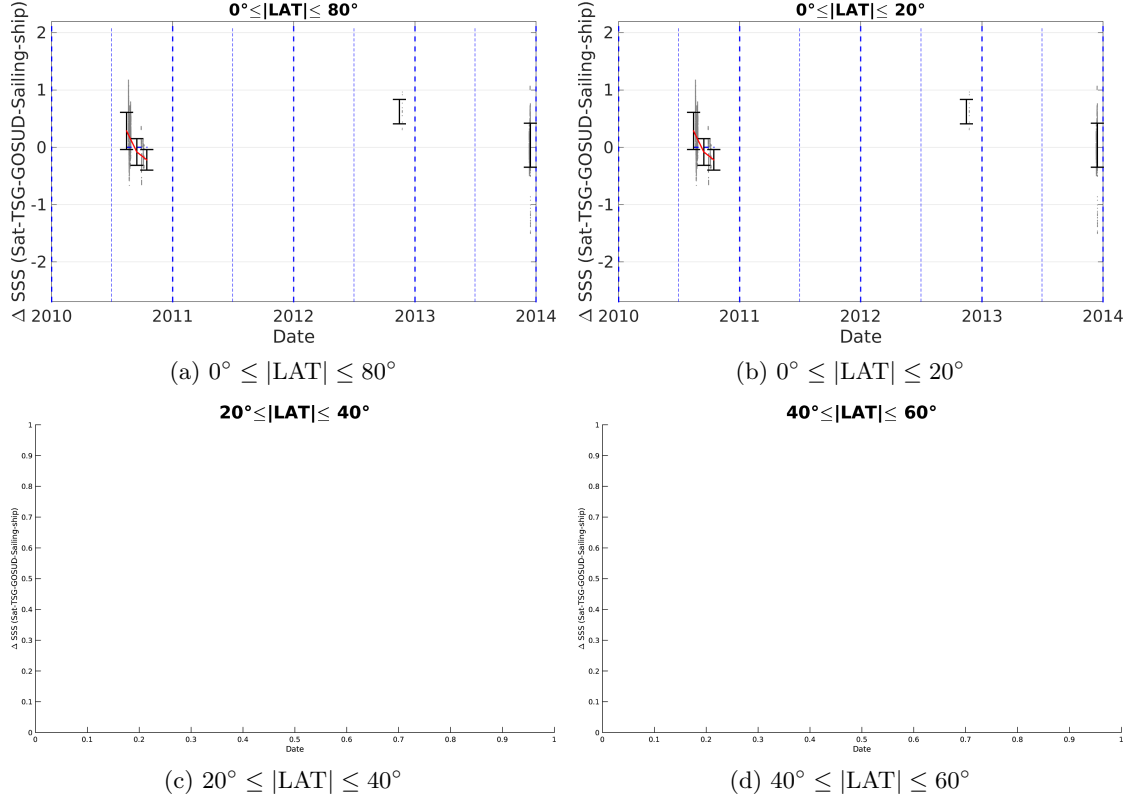 0°≤|LAT|≤ 80°
Δ SSS (Sat-TSG-GOSUD-Sailing-ship)
2
1
0
-1
-2
2010 2011 2012 2013 2014
Date
(a) 0° ≤ |LAT| ≤ 80°
0°≤|LAT|≤ 20°
Δ SSS (Sat-TSG-GOSUD-Sailing-ship)
2
1
0
-1
-2
2010 2011 2012 2013 2014
Date
(b) 0° ≤ |LAT| ≤ 20°
20°≤|LAT|≤ 40°
Δ SSS (Sat-TSG-GOSUD-Sailing-ship)
1
0.9
0.8
0.7
0.6
0.5
0.4
0.3
0.2
0.1
0
0 0.1 0.2 0.3 0.4 0.5 0.6 0.7 0.8 0.9 1
Date
(c) 20° ≤ |LAT| ≤ 40°
40°≤|LAT|≤ 60°
Δ SSS (Sat-TSG-GOSUD-Sailing-ship)
1
0.9
0.8
0.7
0.6
0.5
0.4
0.3
0.2
0.1
0
0 0.1 0.2 0.3 0.4 0.5 0.6 0.7 0.8 0.9 1
Date
(d) 40° ≤ |LAT| ≤ 60°